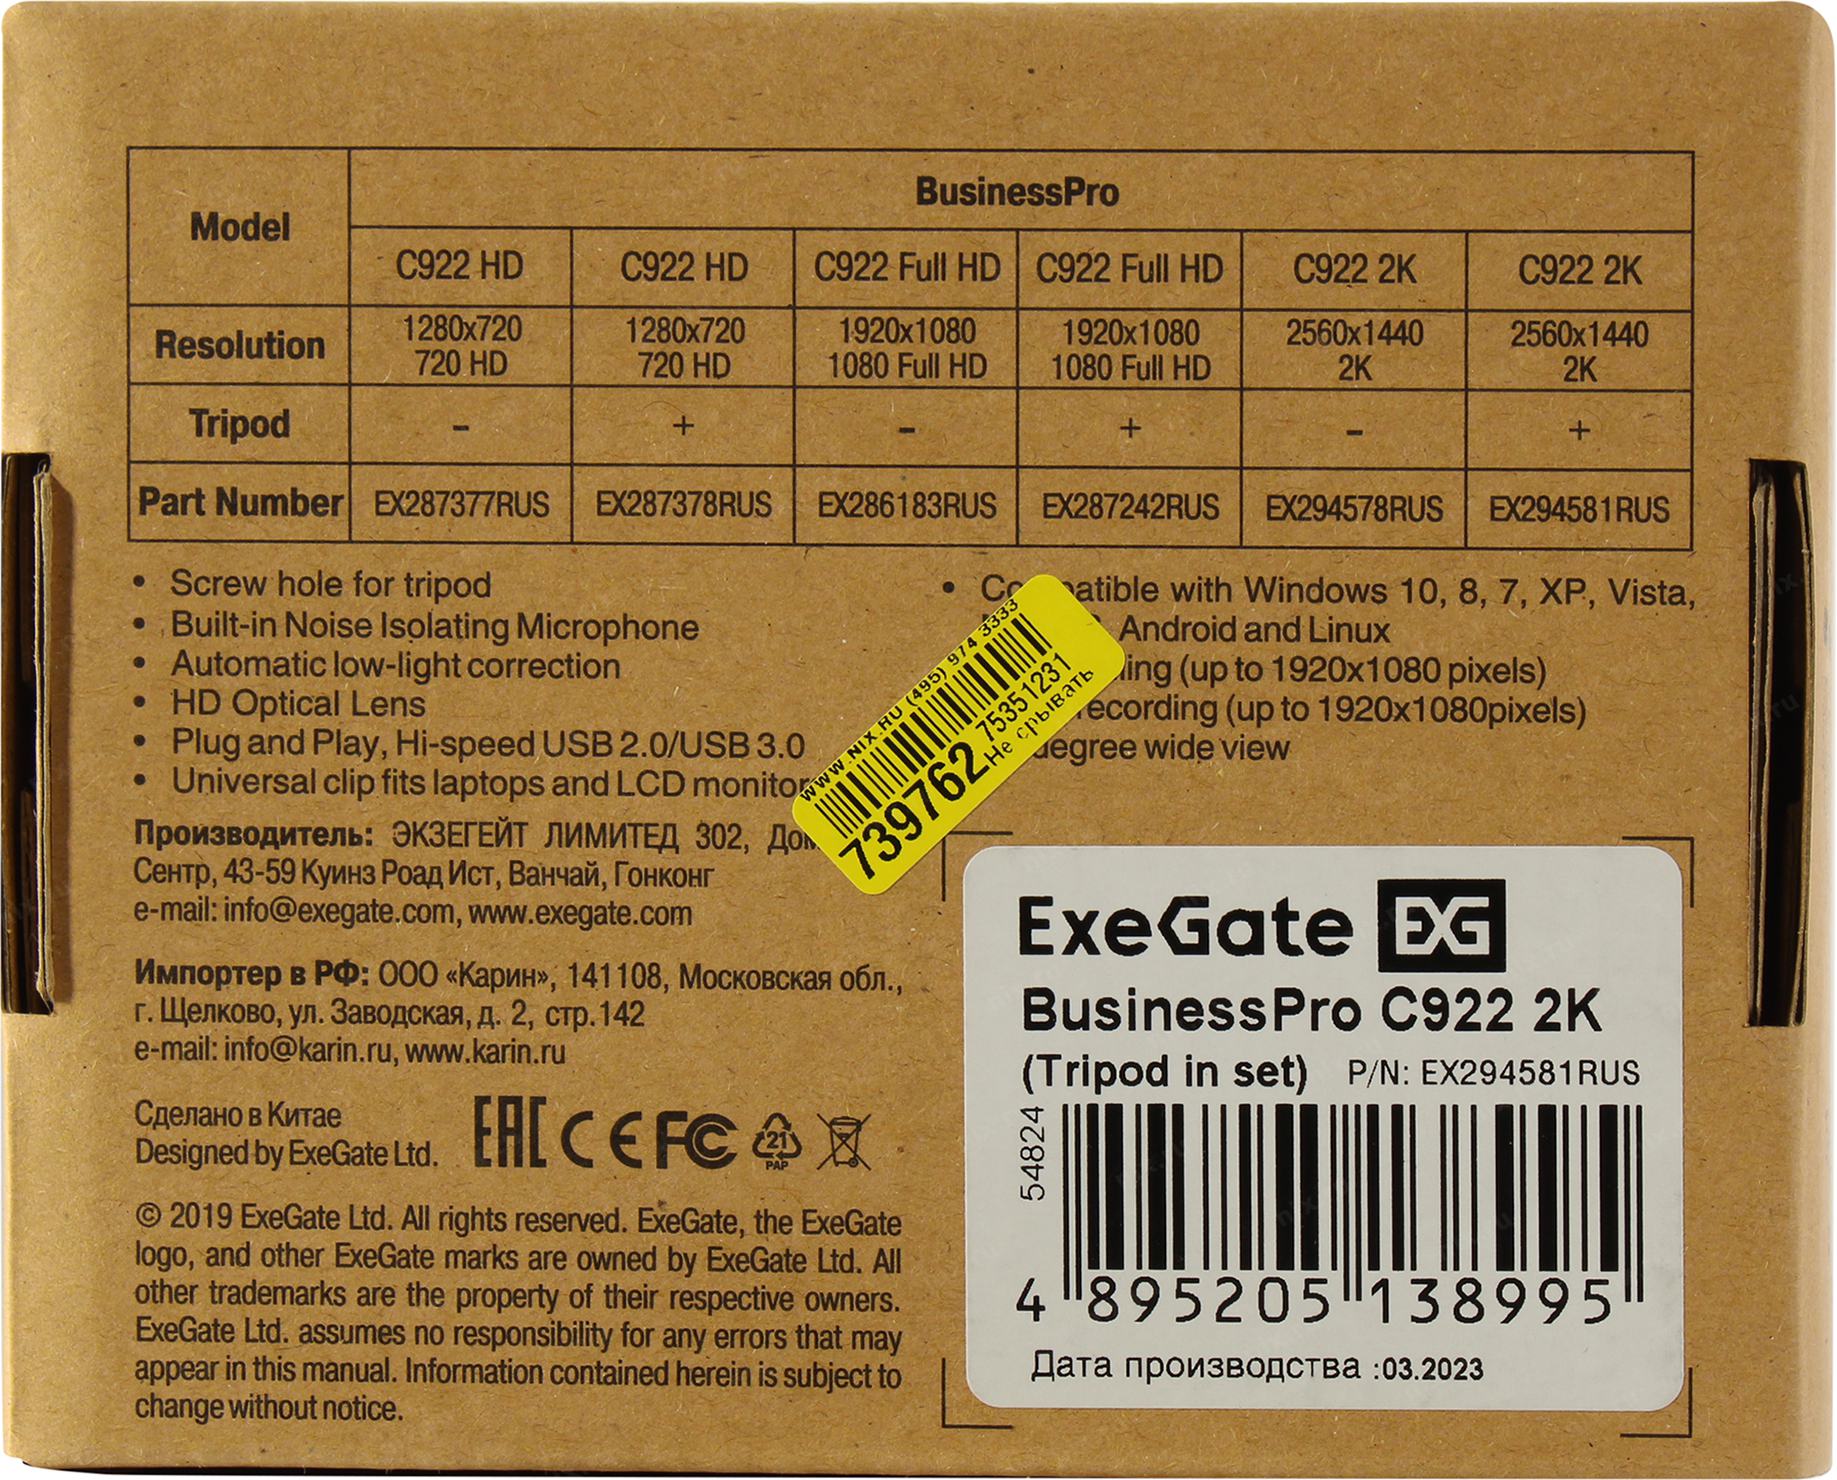 BusinessPro
Model
C922 HD C922 HD C922 Full HD C922 Full HD C922 2K C922 2K
Resolution
1280x720 1280x720 1920x1080 1920x1080 2560x1440 2560x1440
720 HD 720 HD 1080 Full HD 1080 Full HD 2K 2K
Tripod - + - + - +
Part Number EX287377RUS EX287378RUS EX286183RUS EX287242RUS EX294578RUS EX294581RUS
• Screw hole for tripod
• Built-in Noise Isolating Microphone
• Automatic low-light correction
• HD Optical Lens
• Plug and Play, Hi-speed USB 2.0/USB 3.0
• Universal clip fits laptops and LCD monitor
• with Windows 10, 8, 7, XP, Vista,
Android and Linux
(up to 1920x1080 pixels)
(up to 1920x1080pixels)
degree wide view
www.NIX.RU (495) 974 3333
75351231
739762
Не срывать
Производитель: ЭКЗЕГЕЙТ ЛИМИТЕД 302,
Сентр, 43-59 Куинз Роад Ист, Ванчай, Гонконг
e-mail: info@exegate.com, www.exegate.com
Импортер в РФ: ООО «Карин», 141108, Московская обл.,
г. Щелково, ул. Заводская, д. 2, стр.142
e-mail: info@karin.ru, www.karin.ru
Сделано в Китае
Designed by ExeGate Ltd.
EAC CE FC 21 PAP
© 2019 ExeGate Ltd. All rights reserved. ExeGate, the ExeGate
logo, and other ExeGate marks are owned by ExeGate Ltd. All
other trademarks are the property of their respective owners.
ExeGate Ltd. assumes no responsibility for any errors that may
appear in this manual. Information contained herein is subject to
change without notice.
ExeGate EXG
BusinessPro C922 2K
(Tripod in set) P/N: EX294581RUS
54824
4 895205 138995
Дата производства :03.2023